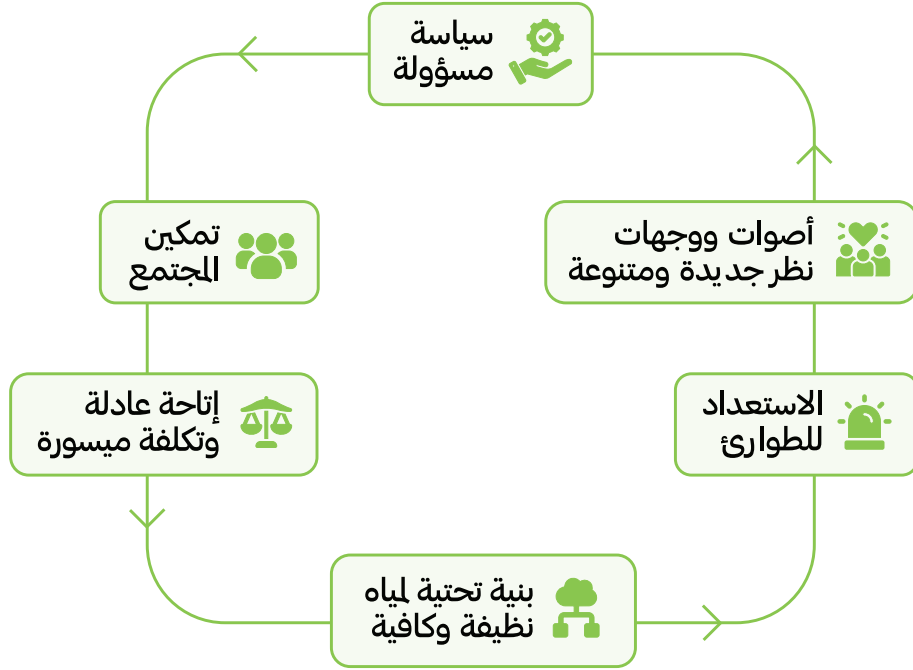 سياسة
مسؤولة
أصوات ووجهات
نظر جديدة ومتنوعة
تمكين
المجتمع
الاستعداد
للطوارئ
إتاحة عادلة
وتكلفة ميسورة
بنية تحتية لمياه
نظيفة وكافية